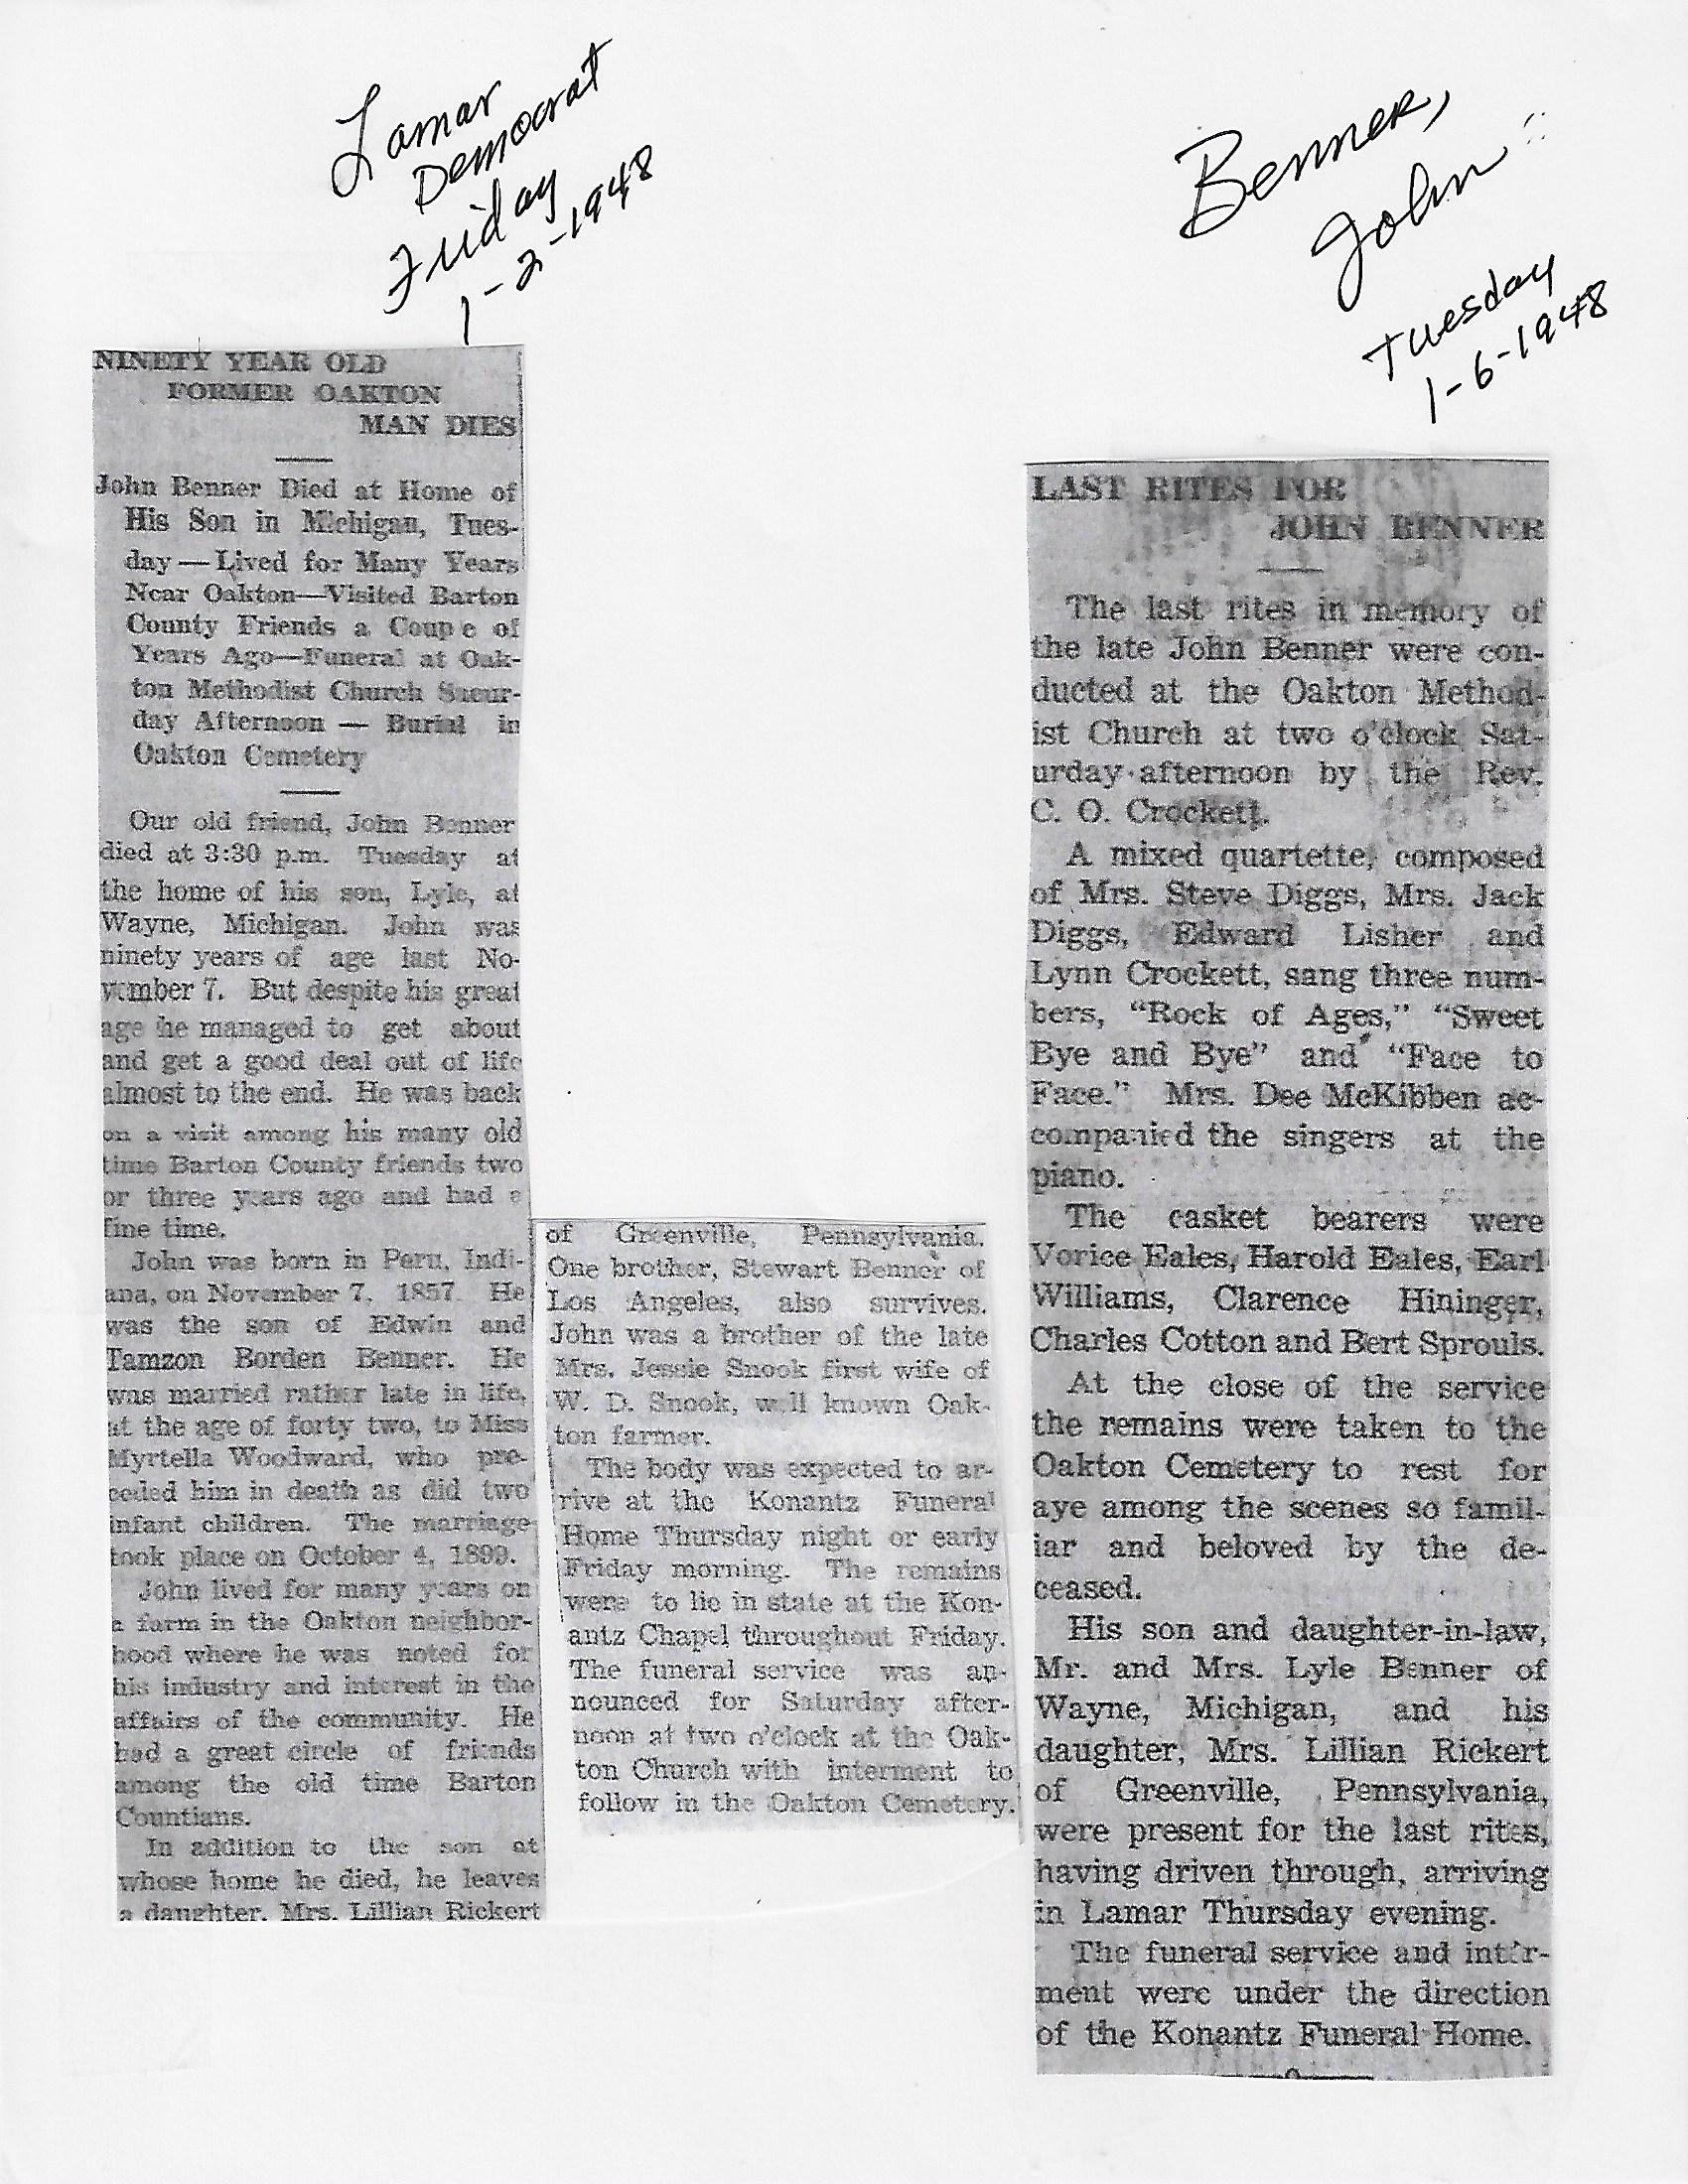 Lamar
Democrat
Friday
1-2-1948
Benner,
John
Tuesday
1-6-1948
NINETY YEAR OLD
FORMER OAKTON
MAN DIES
John Benner Died at Home of
His Son in Michigan, Tues-
day — Lived for Many Years
Near Oakton—Visited Barton
County Friends a Coup e of
Years Ago—Funeral at Oak-
ton Methodist Church Sacur-
day Afternoon — Burial in
Oakton Cemetery
Our old friend, John Benner
died at 3:30 p.m. Tuesday at
the home of his son, Lyle, at
Wayne, Michigan. John was
ninety years of age last No-
vember 7. But despite his great
age he managed to get about
and get a good deal out of life
almost to the end. He was back
on a visit among his many old
time Barton County friends two
or three years ago and had a
fine time.
John was born in Peru, Indi-
ana, on November 7, 1857. He
was the son of Edwin and
Tamzon Borden Benner. He
was married rather late in life,
at the age of forty two, to Miss
Myrtella Woodward, who pre-
ceded him in death as did two
infant children. The marriage
took place on October 4, 1899.
John lived for many years on
a farm in the Oakton neighbor-
hood where he was noted for
his industry and interest in the
affairs of the community. He
had a great circle of friends
among the old time Barton
Countians.
In addition to the son at
whose home he died, he leaves
a daughter, Mrs. Lillian Rickert
of Greenville, Pennsylvania.
One brother, Stewart Benner of
Los Angeles, also survives.
John was a brother of the late
Mrs. Jessie Snook first wife of
W. D. Snook, well known Oak-
ton farmer.
The body was expected to ar-
rive at the Konantz Funeral
Home Thursday night or early
Friday morning. The remains
were to lie in state at the Kon-
antz Chapel throughout Friday.
The funeral service was an-
nounced for Saturday after-
noon at two o'clock at the Oak-
ton Church with interment to
follow in the Oakton Cemetery.
LAST RITES FOR
JOHN BENNER
The last rites in memory of
the late John Benner were con-
ducted at the Oakton Method-
ist Church at two o'clock Sat-
urday afternoon by the Rev.
C. O. Crockett.
A mixed quartette, composed
of Mrs. Steve Diggs, Mrs. Jack
Diggs, Edward Lisher and
Lynn Crockett, sang three num-
bers, "Rock of Ages," "Sweet
Bye and Bye" and "Face to
Face." Mrs. Dee McKibben ac-
companied the singers at the
piano.
The casket bearers were
Vorice Eales, Harold Eales, Earl
Williams, Clarence Hininger,
Charles Cotton and Bert Sprouls.
At the close of the service
the remains were taken to the
Oakton Cemetery to rest for
aye among the scenes so famil-
iar and beloved by the de-
ceased.
His son and daughter-in-law,
Mr. and Mrs. Lyle Benner of
Wayne, Michigan, and his
daughter, Mrs. Lillian Rickert
of Greenville, Pennsylvania,
were present for the last rites,
having driven through, arriving
in Lamar Thursday evening.
The funeral service and inter-
ment were under the direction
of the Konantz Funeral Home.